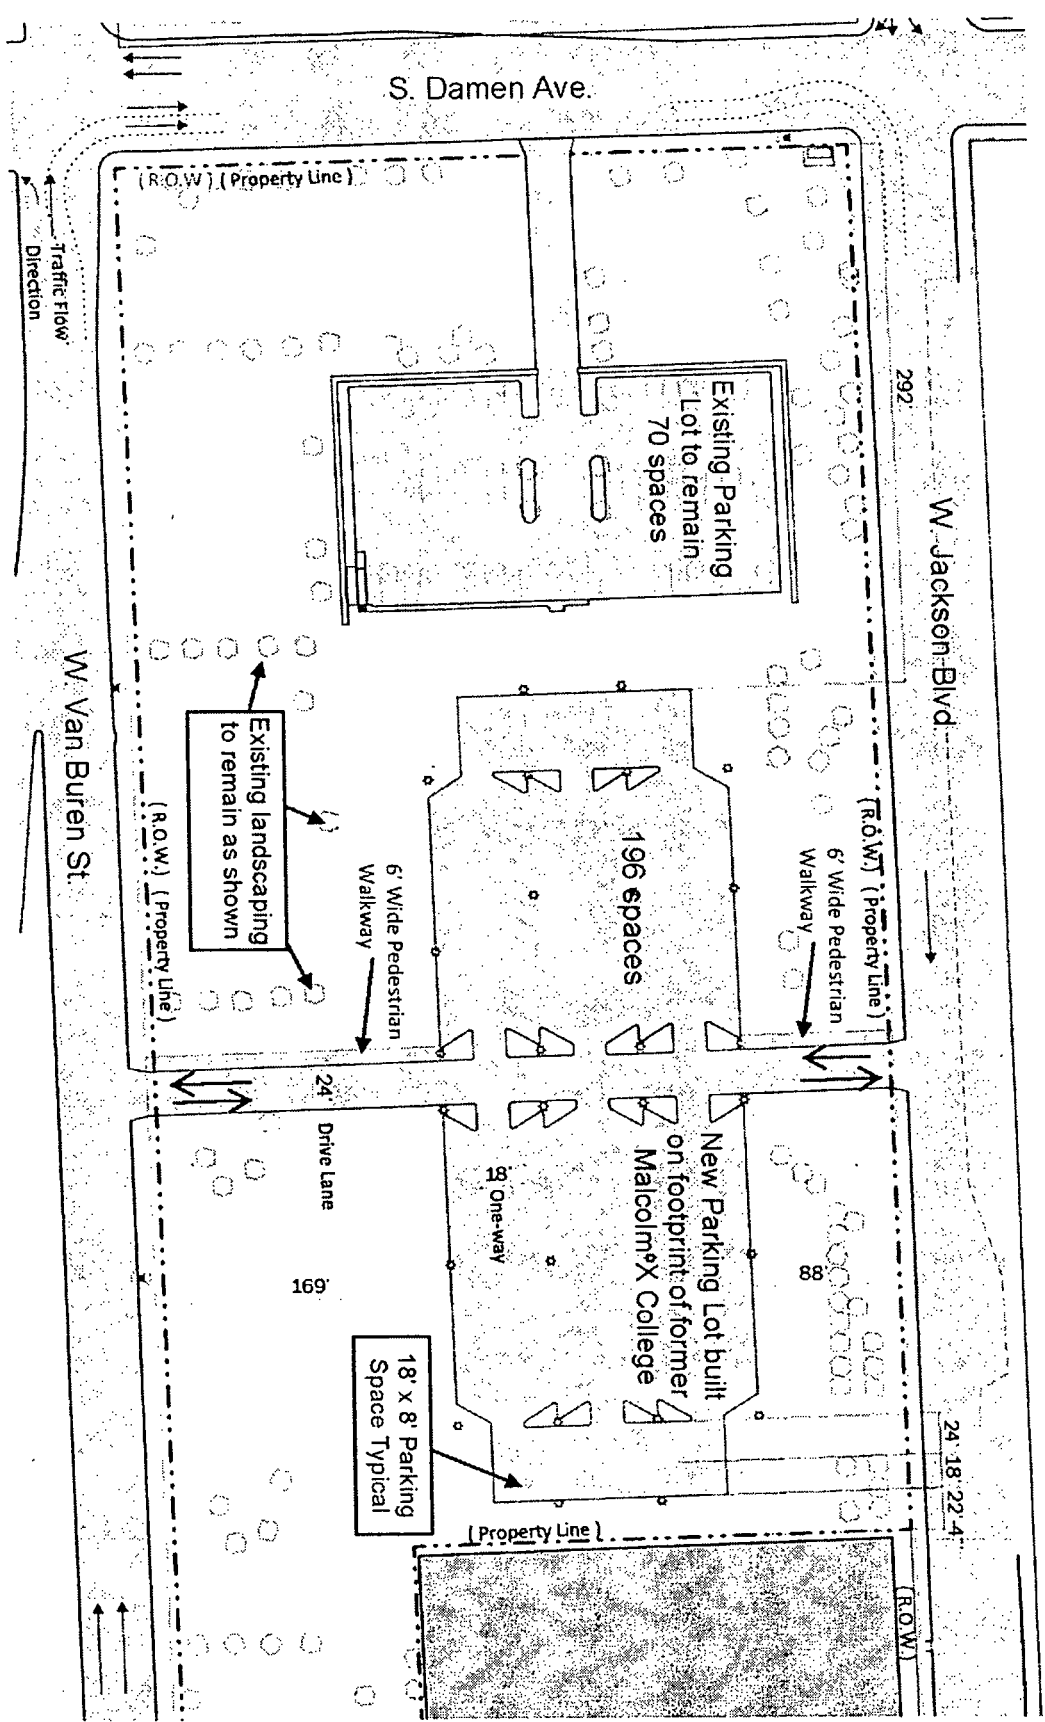 S. Damen Ave.
( R.O.W ) ( Property Line )
Traffic Flow
Direction
292'
W. Jackson Blvd.
Existing Parking
Lot to remain
70 spaces
W. Van Buren St.
Existing landscaping
to remain as shown
196 spaces
( R.O.W.) ( Property Line )
( R.O.W.) ( Property Line )
6' Wide Pedestrian
Walkway
6' Wide Pedestrian
Walkway
24' Drive Lane
18' One-way
New Parking Lot built
on footprint of former
Malcolm X College
88'
169'
18' x 8' Parking
Space Typical
24' 18' 22' 4'
( Property Line )
(R.O.W)